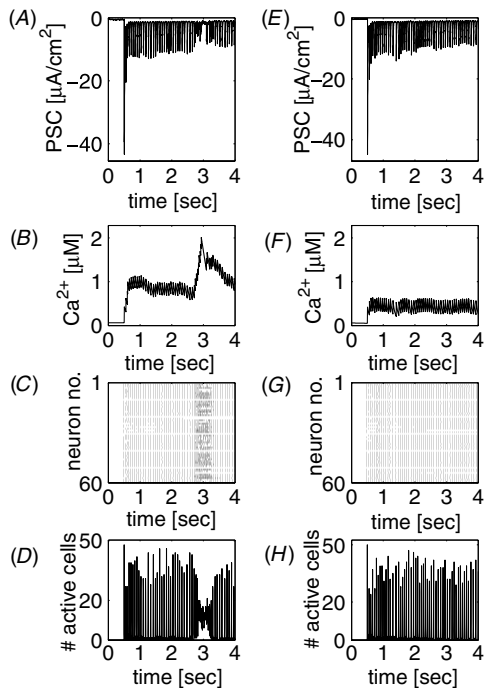 (A)
PSC [µA/cm²]
0
−20
−40
0 1 2 3 4
time [sec]
(B)
Ca²⁺ [µM]
2
1
0
0 1 2 3 4
time [sec]
(C)
neuron no.
1
60
0 1 2 3 4
time [sec]
(D)
# active cells
50
20
0
0 1 2 3 4
time [sec]
(E)
PSC [µA/cm²]
0
−20
−40
0 1 2 3 4
time [sec]
(F)
Ca²⁺ [µM]
2
1
0
0 1 2 3 4
time [sec]
(G)
neuron no.
1
60
0 1 2 3 4
time [sec]
(H)
# active cells
50
20
0
0 1 2 3 4
time [sec]